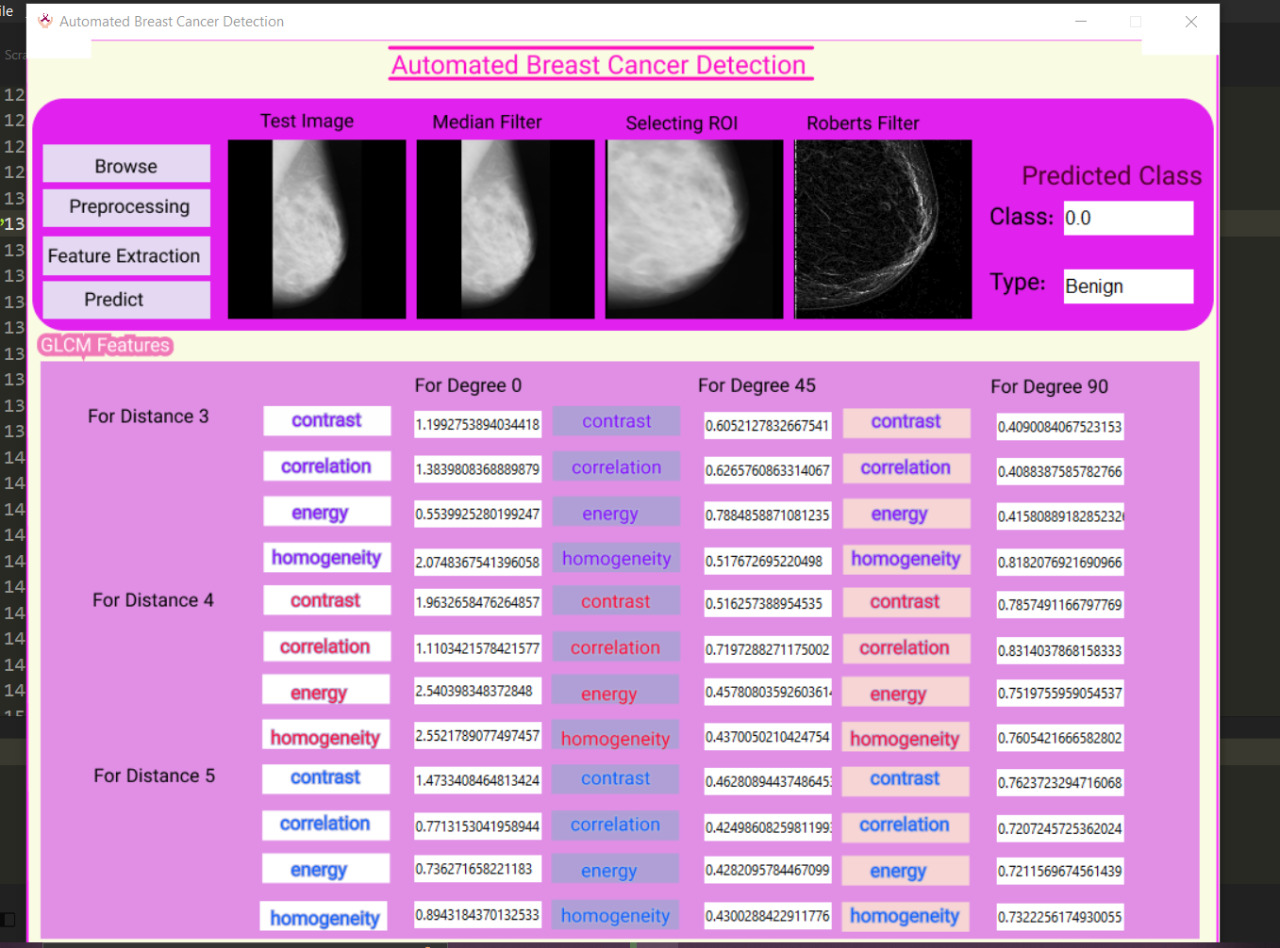 ile
Automated Breast Cancer Detection
Scra
Automated Breast Cancer Detection
Test Image Median Filter Selecting ROI Roberts Filter
Browse
Preprocessing
Feature Extraction
Predict
Predicted Class
Class: 0.0
Type: Benign
GLCM Features
For Degree 0 For Degree 45 For Degree 90
For Distance 3 contrast 1.1992753894034418 contrast 0.6052127832667541 contrast 0.4090084067523153
correlation 1.3839808368889879 correlation 0.6265760863314067 correlation 0.4088387585782766
energy 0.5539925280199247 energy 0.7884858871081235 energy 0.4158088918285232
homogeneity 2.0748367541396058 homogeneity 0.517672695220498 homogeneity 0.8182076921690966
For Distance 4 contrast 1.9632658476264857 contrast 0.516257388954535 contrast 0.7857491166797769
correlation 1.1103421578421577 correlation 0.7197288271175002 correlation 0.8314037868158333
energy 2.540398348372848 energy 0.4578080359260361 energy 0.7519755959054537
homogeneity 2.5521789077497457 homogeneity 0.4370050210424754 homogeneity 0.7605421666582802
For Distance 5 contrast 1.4733408464813424 contrast 0.4628089443748645 contrast 0.7623723294716068
correlation 0.7713153041958944 correlation 0.4249860825981199 correlation 0.7207245725362024
energy 0.736271658221183 energy 0.4282095784467099 energy 0.7211569674561439
homogeneity 0.8943184370132533 homogeneity 0.4300288422911776 homogeneity 0.7322256174930055